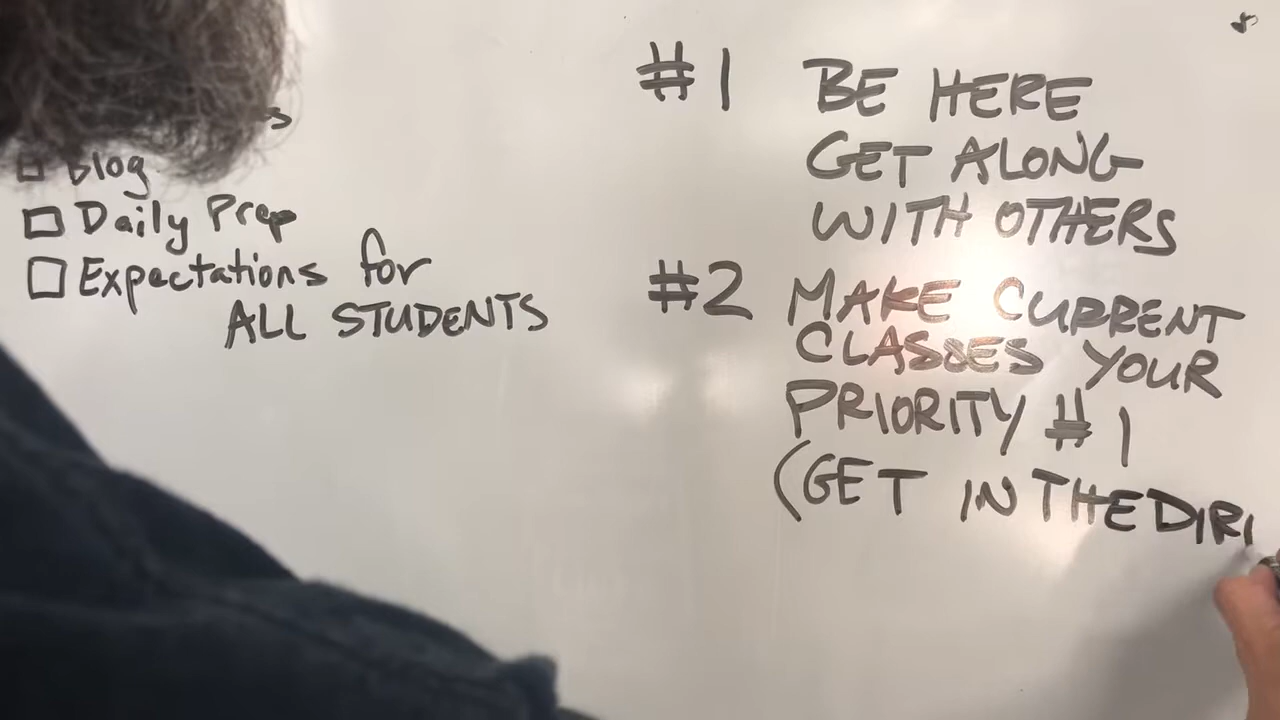 Blog
Daily Prep
Expectations for
ALL STUDENTS
#1 BE HERE
GET ALONG
WITH OTHERS
#2 MAKE CURRENT
CLASSES YOUR
PRIORITY #1
(GET IN THE DIR